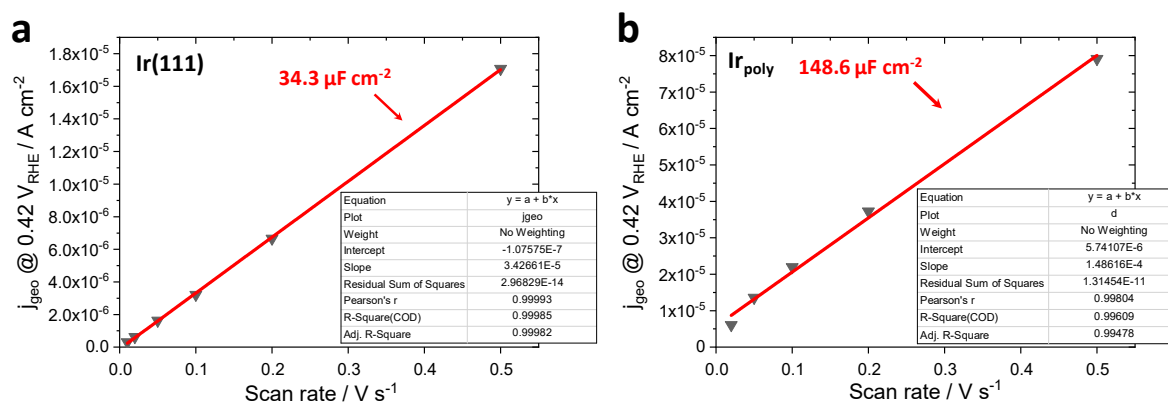 a
Ir(111)
34.3 µF cm-2
j_geo @ 0.42 V_RHE / A cm-2
1.8x10-5
1.6x10-5
1.4x10-5
1.2x10-5
1.0x10-5
8.0x10-6
6.0x10-6
4.0x10-6
2.0x10-6
0.0
0.0 0.1 0.2 0.3 0.4 0.5
Scan rate / V s-1
Equation y = a + b*x
Plot jgeo
Weight No Weighting
Intercept -1.07575E-7
Slope 3.42661E-5
Residual Sum of Squares 2.96829E-14
Pearson's r 0.99993
R-Square(COD) 0.99985
Adj. R-Square 0.99982
b
Ir_poly
148.6 µF cm-2
j_geo @ 0.42 V_RHE / A cm-2
8x10-5
7x10-5
6x10-5
5x10-5
4x10-5
3x10-5
2x10-5
1x10-5
0
0.0 0.1 0.2 0.3 0.4 0.5
Scan rate / V s-1
Equation y = a + b*x
Plot d
Weight No Weighting
Intercept 5.74107E-6
Slope 1.48616E-4
Residual Sum of Squares 1.31454E-11
Pearson's r 0.99804
R-Square(COD) 0.99609
Adj. R-Square 0.99478